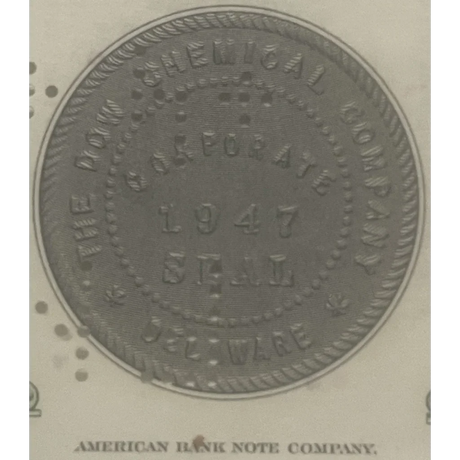 THE DOW CHEMICAL COMPANY
CORPORATE
1947
SEAL
DELAWARE
AMERICAN BANK NOTE COMPANY.